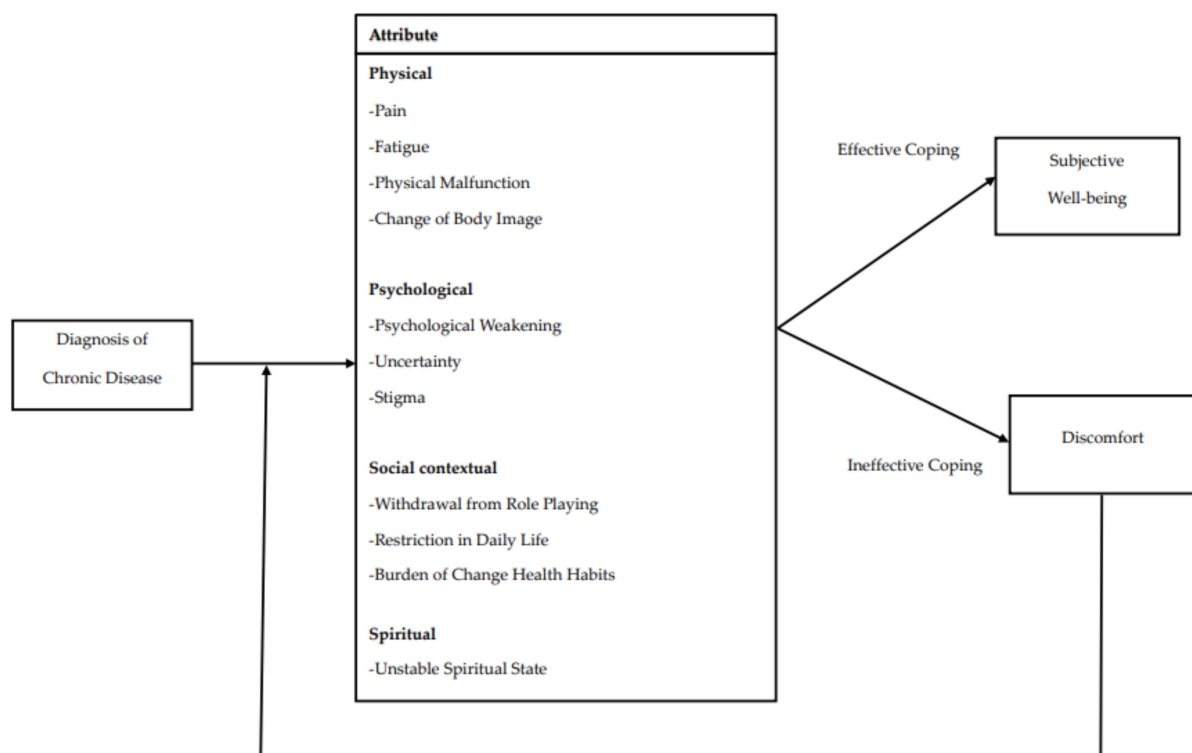 Attribute
Physical
-Pain
-Fatigue
-Physical Malfunction
-Change of Body Image
Psychological
-Psychological Weakening
-Uncertainty
-Stigma
Social contextual
-Withdrawal from Role Playing
-Restriction in Daily Life
-Burden of Change Health Habits
Spiritual
-Unstable Spiritual State
Diagnosis of
Chronic Disease
Effective Coping
Subjective
Well-being
Discomfort
Ineffective Coping